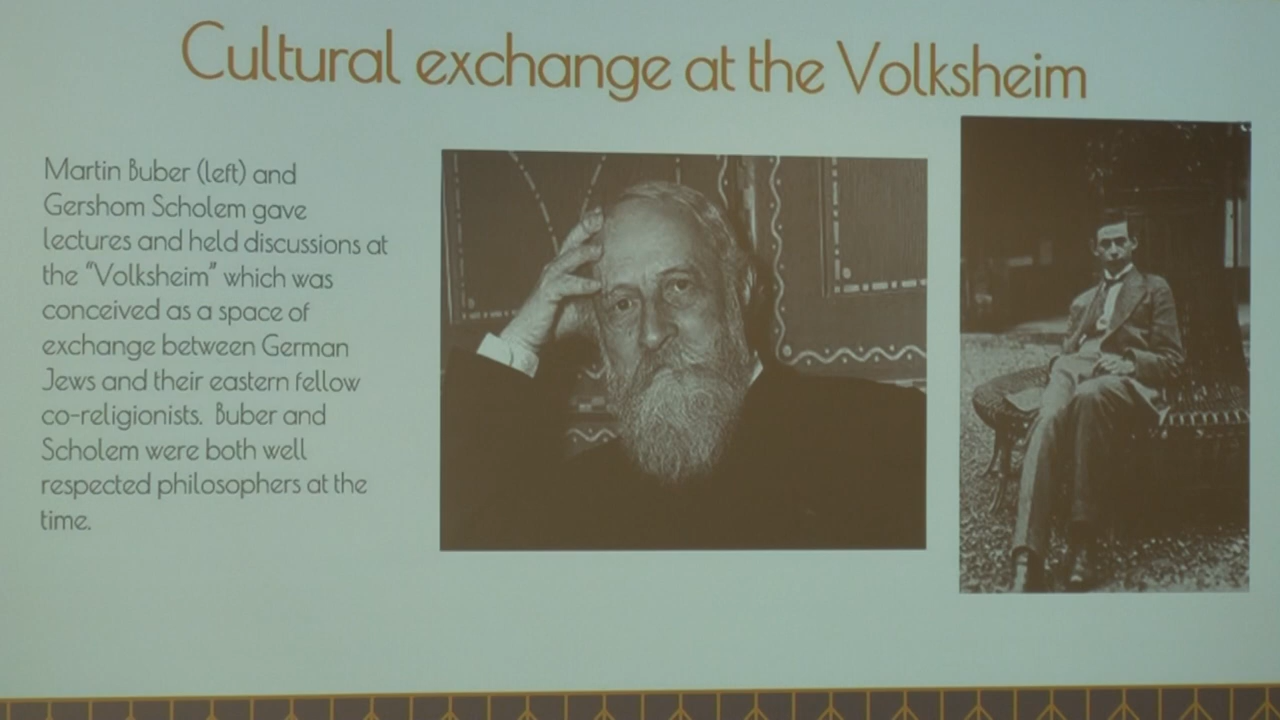 Cultural exchange at the Volksheim
Martin Buber (left) and
Gershom Scholem gave
lectures and held discussions at
the "Volksheim" which was
conceived as a space of
exchange between German
Jews and their eastern fellow
co-religionists. Buber and
Scholem were both well
respected philosophers at the
time.